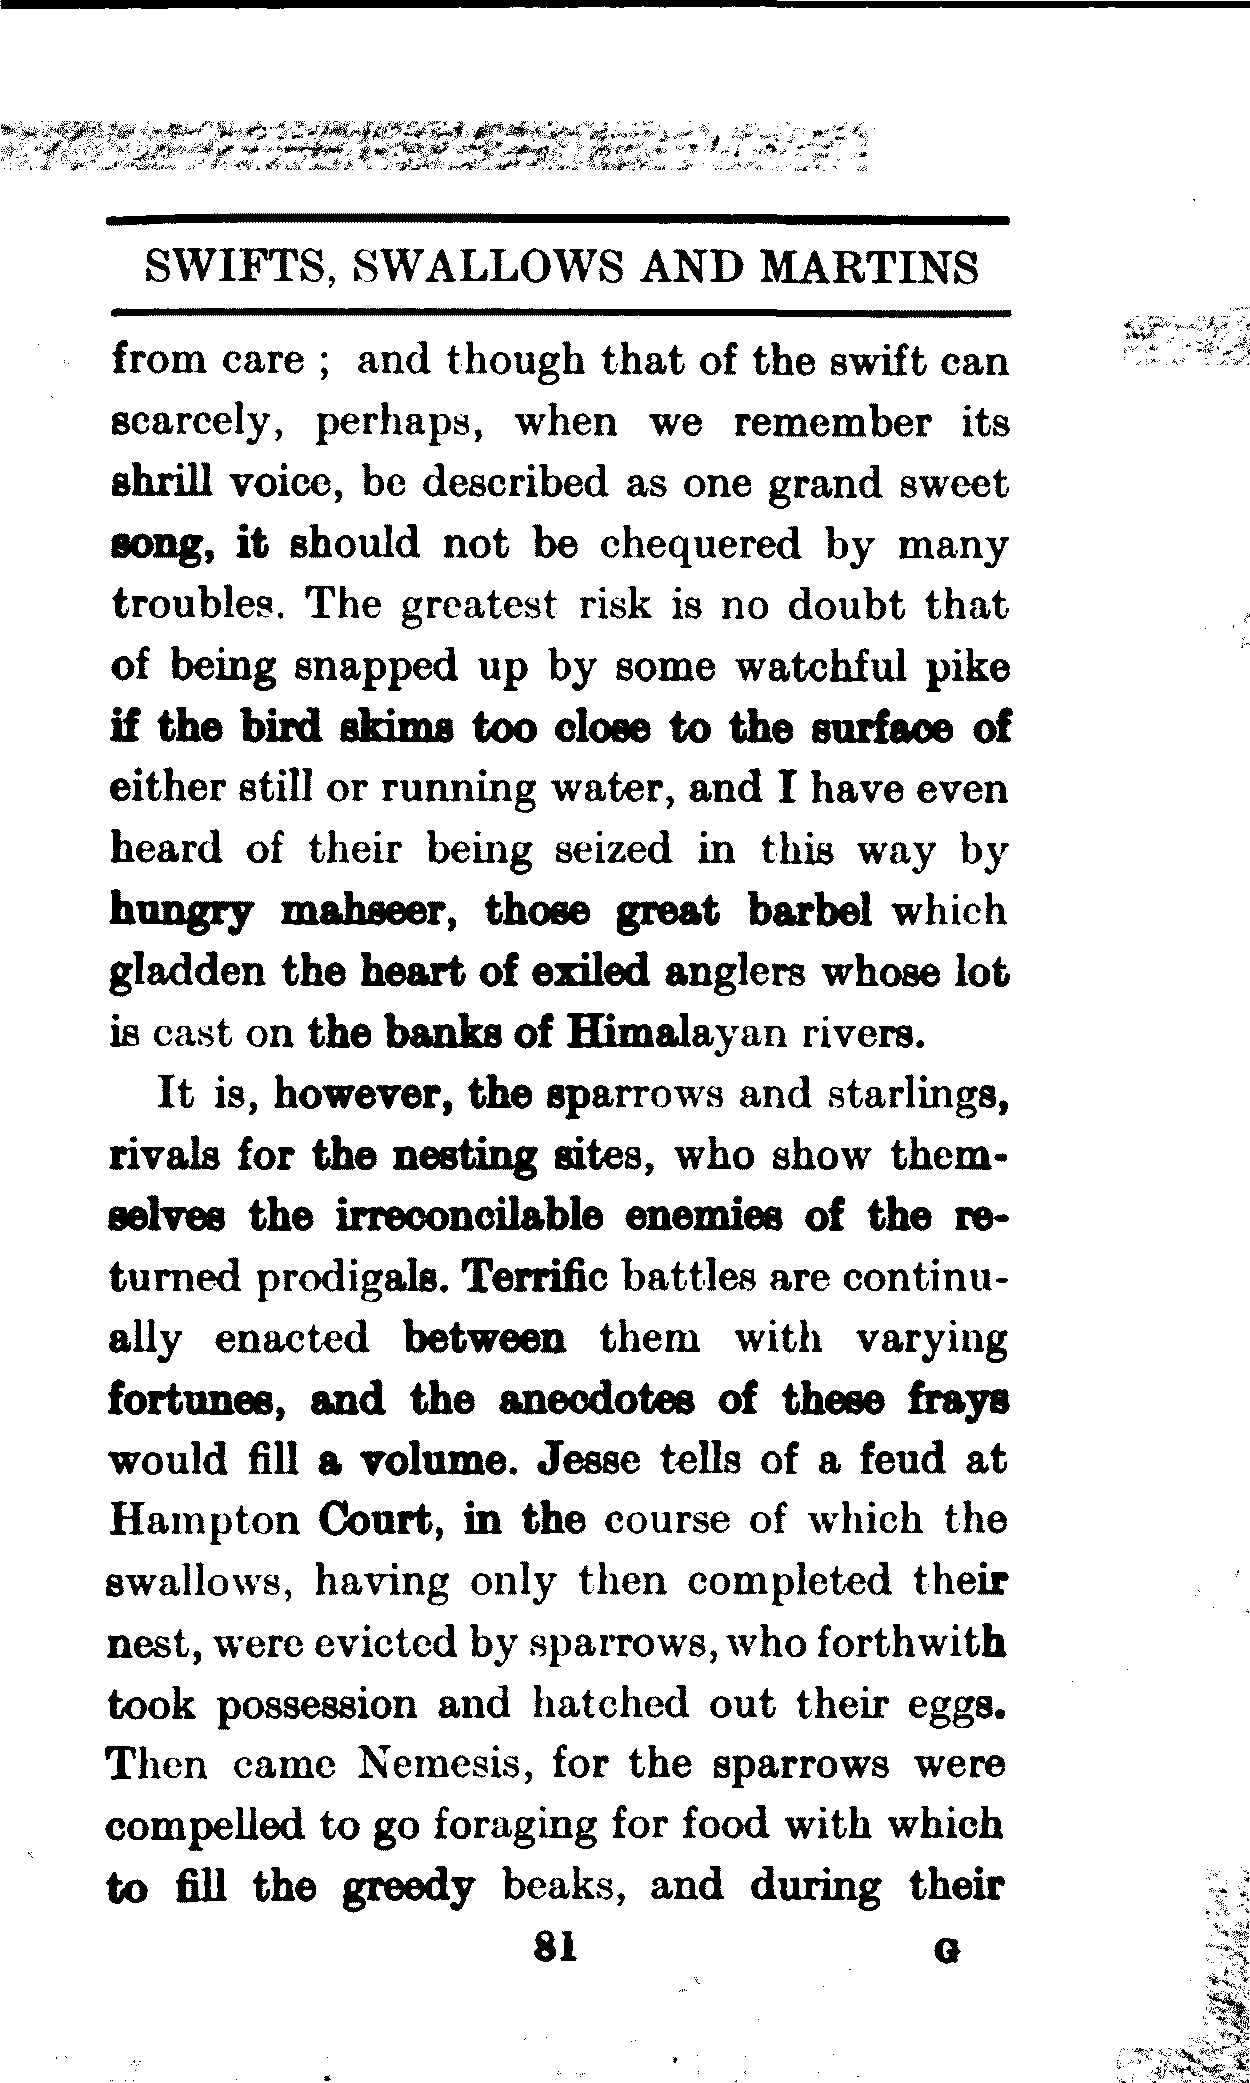 SWIFTS, SWALLOWS AND MARTINS
from care ; and though that of the swift can
scarcely, perhaps, when we remember its
shrill voice, be described as one grand sweet
song, it should not be chequered by many
troubles. The greatest risk is no doubt that
of being snapped up by some watchful pike
if the bird skims too close to the surface of
either still or running water, and I have even
heard of their being seized in this way by
hungry mahseer, those great barbel which
gladden the heart of exiled anglers whose lot
is cast on the banks of Himalayan rivers.
It is, however, the sparrows and starlings,
rivals for the nesting sites, who show them-
selves the irreconcilable enemies of the re-
turned prodigals. Terrific battles are continu-
ally enacted between them with varying
fortunes, and the anecdotes of these frays
would fill a volume. Jesse tells of a feud at
Hampton Court, in the course of which the
swallows, having only then completed their
nest, were evicted by sparrows, who forthwith
took possession and hatched out their eggs.
Then came Nemesis, for the sparrows were
compelled to go foraging for food with which
to fill the greedy beaks, and during their
81 G